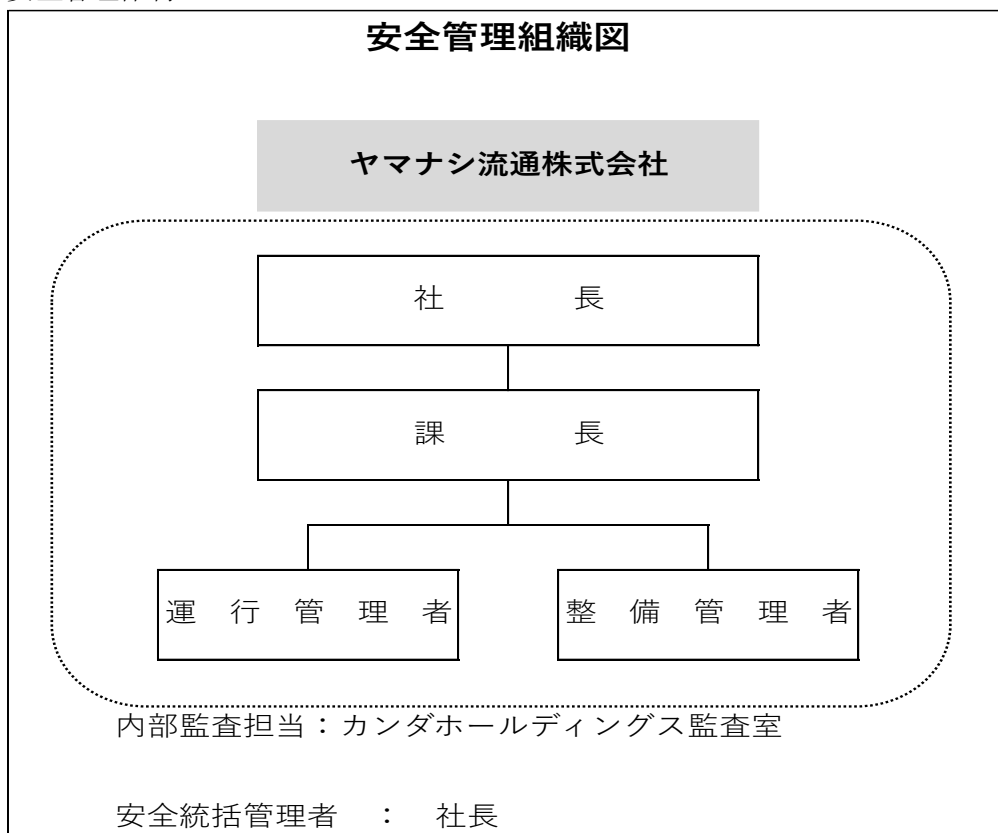 安全管理組織図
ヤマナシ流通株式会社
社　　　　長
課　　　　長
運　行　管　理　者
整　備　管　理　者
内部監査担当：カンダホールディングス監査室
安全統括管理者　：　社長